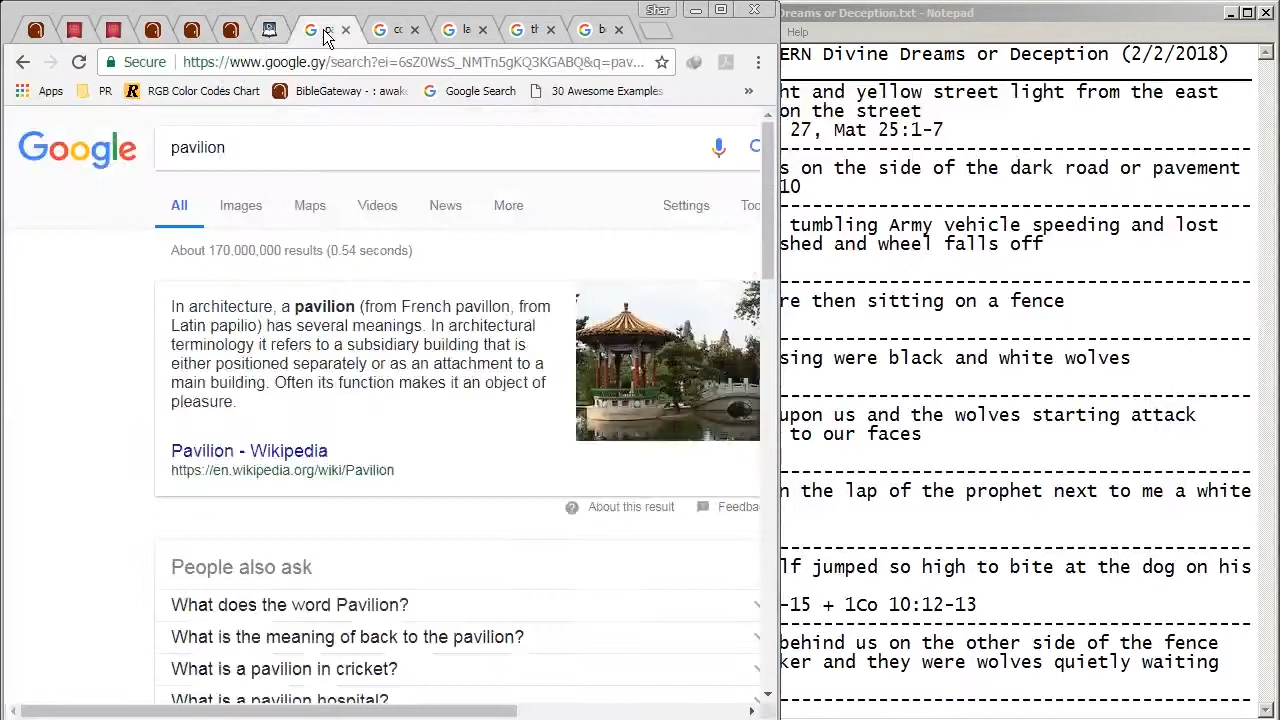 Shar
Dreams or Deception.txt - Notepad
Help
Secure https://www.google.gy/search?ei=6sZ0WsS_NMTn5gKQ3KGABQ&q=pav...
Apps PR RGB Color Codes Chart BibleGateway - : awak Google Search 30 Awesome Examples »
Google
pavilion
All Images Maps Videos News More Settings Too
About 170,000,000 results (0.54 seconds)
In architecture, a pavilion (from French pavillon, from
Latin papilio) has several meanings. In architectural
terminology it refers to a subsidiary building that is
either positioned separately or as an attachment to a
main building. Often its function makes it an object of
pleasure.
Pavilion - Wikipedia
https://en.wikipedia.org/wiki/Pavilion
About this result Feedba
People also ask
What does the word Pavilion?
What is the meaning of back to the pavilion?
What is a pavilion in cricket?
What is a pavilion hospital?
ERN Divine Dreams or Deception (2/2/2018)
ht and yellow street light from the east
on the street
27, Mat 25:1-7
s on the side of the dark road or pavement
10
tumbling Army vehicle speeding and lost
shed and wheel falls off
re then sitting on a fence
sing were black and white wolves
upon us and the wolves starting attack
to our faces
n the lap of the prophet next to me a white
lf jumped so high to bite at the dog on his
-15 + 1Co 10:12-13
behind us on the other side of the fence
ker and they were wolves quietly waiting